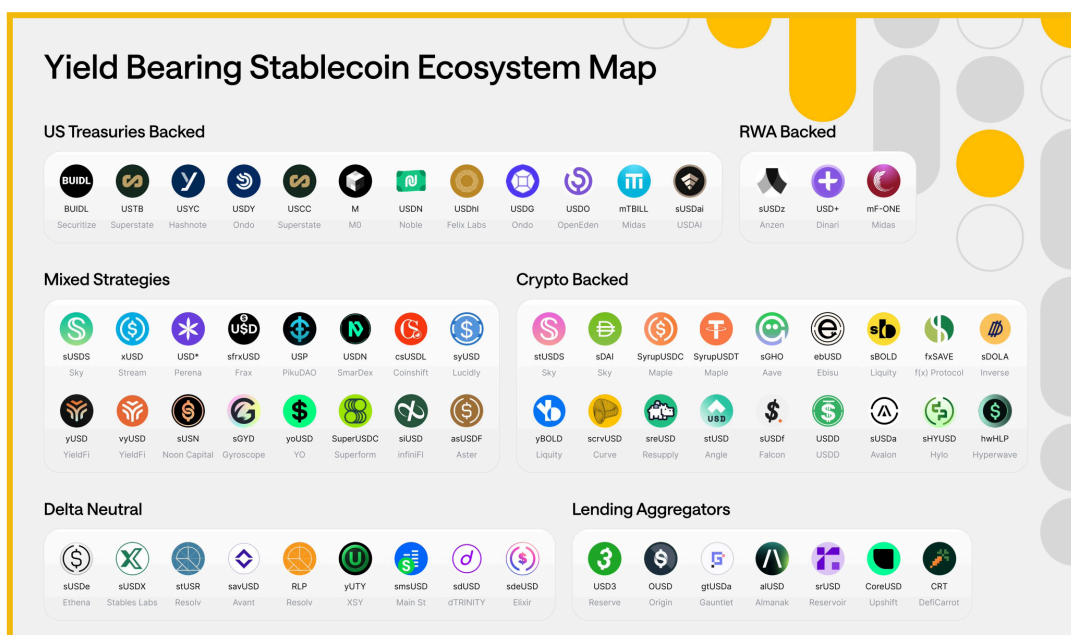 Yield Bearing Stablecoin Ecosystem Map
US Treasuries Backed
BUIDL
BUIDL USTB USYC USDY USCC M USDN USDhl USDG USDO mTBILL sUSDai
Securitize Superstate Hashnote Ondo Superstate M0 Noble Felix Labs Ondo OpenEden Midas USDAI
RWA Backed
sUSDz USD+ mF-ONE
Anzen Dinari Midas
Mixed Strategies
USD
sUSDS xUSD USD* sfrxUSD USP USDN csUSDL syUSD
Sky Stream Perena Frax PikuDAO SmarDex Coinshift Lucidly
yUSD vyUSD sUSN sGYD yoUSD SuperUSDC siUSD asUSDF
YieldFi YieldFi Noon Capital Gyroscope YO Superform infiniFI Aster
Crypto Backed
sb
stUSDS sDAI SyrupUSDC SyrupUSDT sGHO ebUSD sBOLD fxSAVE sDOLA
Sky Sky Maple Maple Aave Ebisu Liquity f(x) Protocol Inverse
USD
yBOLD scrvUSD sreUSD stUSD sUSDf USDD sUSDa sHYUSD hwHLP
Liquity Curve Resupply Angle Falcon USDD Avalon Hylo Hyperwave
Delta Neutral
sUSDe sUSDX stUSR savUSD RLP yUTY smsUSD sdUSD sdeUSD
Ethena Stables Labs Resolv Avant Resolv XSY Main St dTRINITY Elixir
Lending Aggregators
3
USD3 OUSD gtUSDa alUSD srUSD CoreUSD CRT
Reserve Origin Gauntlet Almanak Reservoir Upshift DefiCarrot